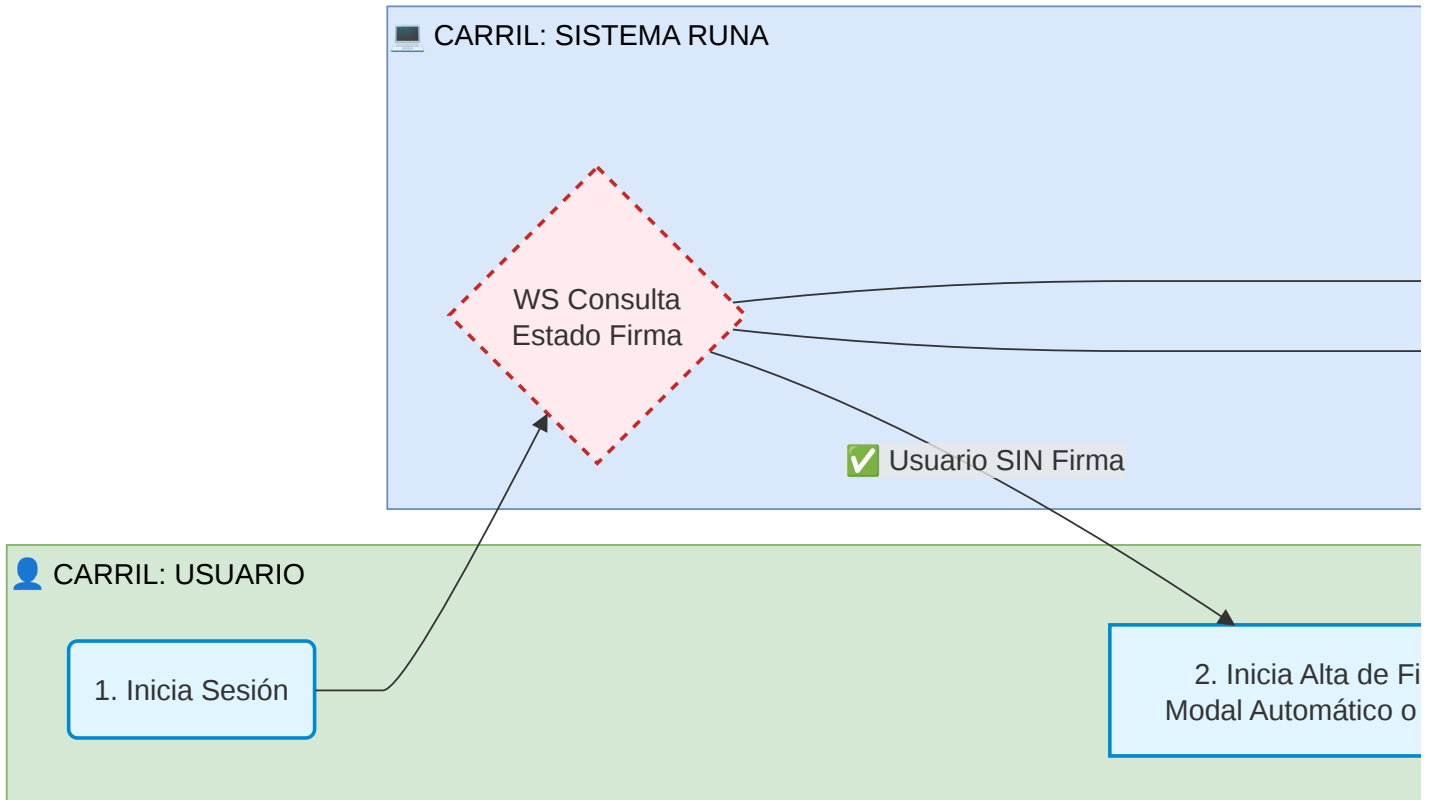 💻 CARRIL: SISTEMA RUNA
WS Consulta
Estado Firma
✅ Usuario SIN Firma
👤 CARRIL: USUARIO
1. Inicia Sesión
2. Inicia Alta de Fi
Modal Automático o